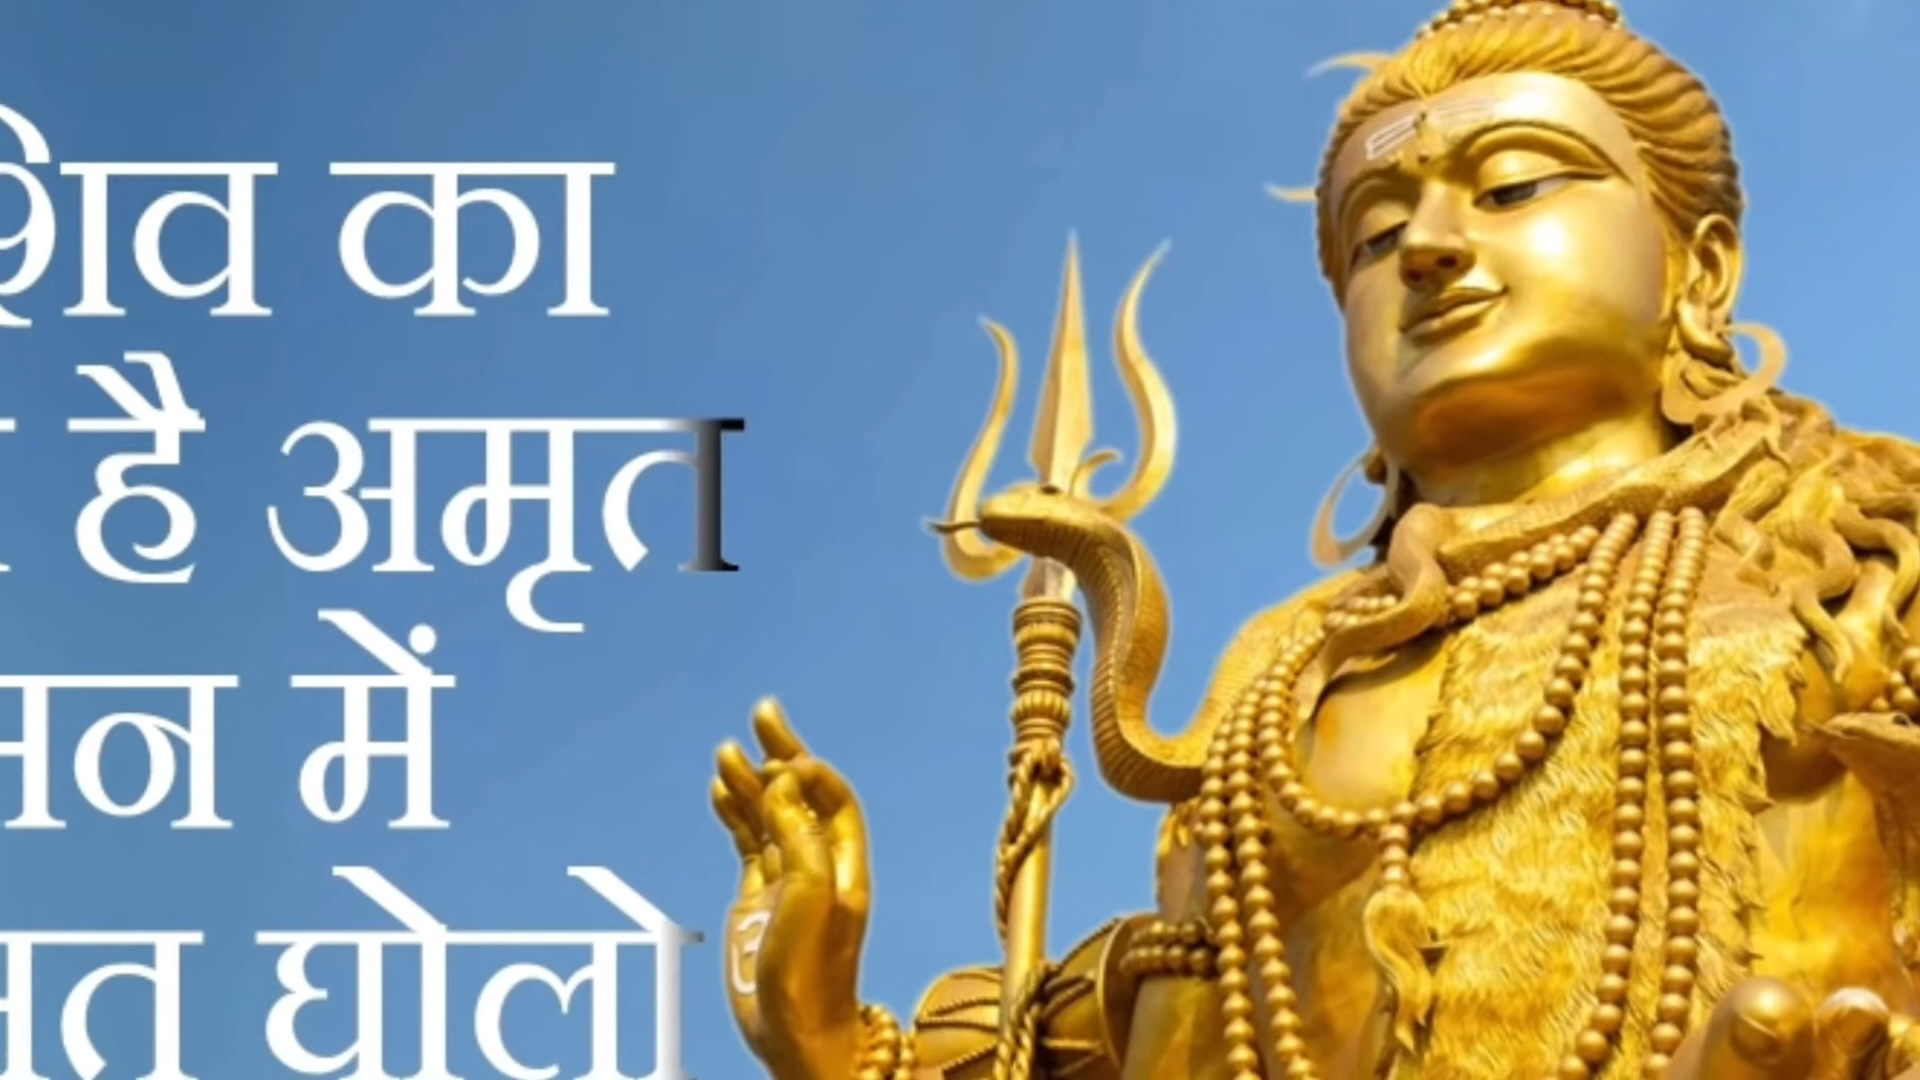 शिव का
है अमृत
में
घोलो